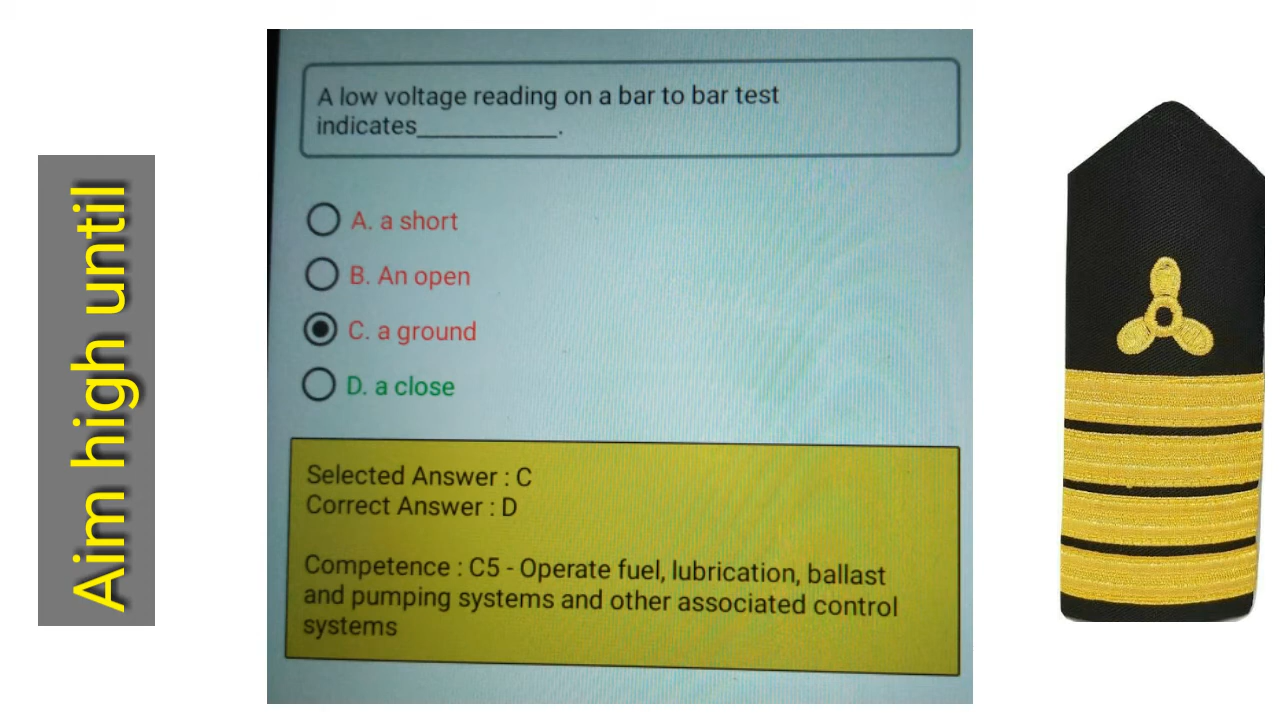 Aim high until
A low voltage reading on a bar to bar test
indicates___________.
A. a short
B. An open
C. a ground
D. a close
Selected Answer : C
Correct Answer : D
Competence : C5 - Operate fuel, lubrication, ballast
and pumping systems and other associated control
systems